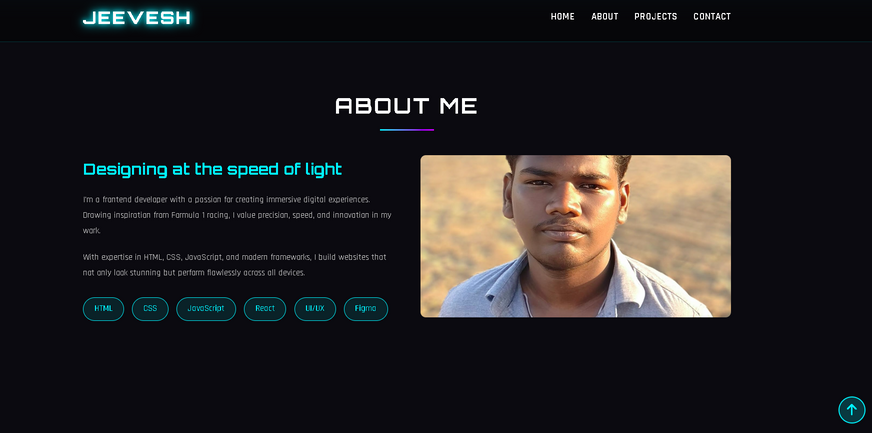 JEEVESH
HOME ABOUT PROJECTS CONTACT
ABOUT ME
Designing at the speed of light
I'm a frontend developer with a passion for creating immersive digital experiences.
Drawing inspiration from Formula 1 racing, I value precision, speed, and innovation in my
work.
With expertise in HTML, CSS, JavaScript, and modern frameworks, I build websites that
not only look stunning but perform flawlessly across all devices.
HTML CSS JavaScript React UI/UX Figma